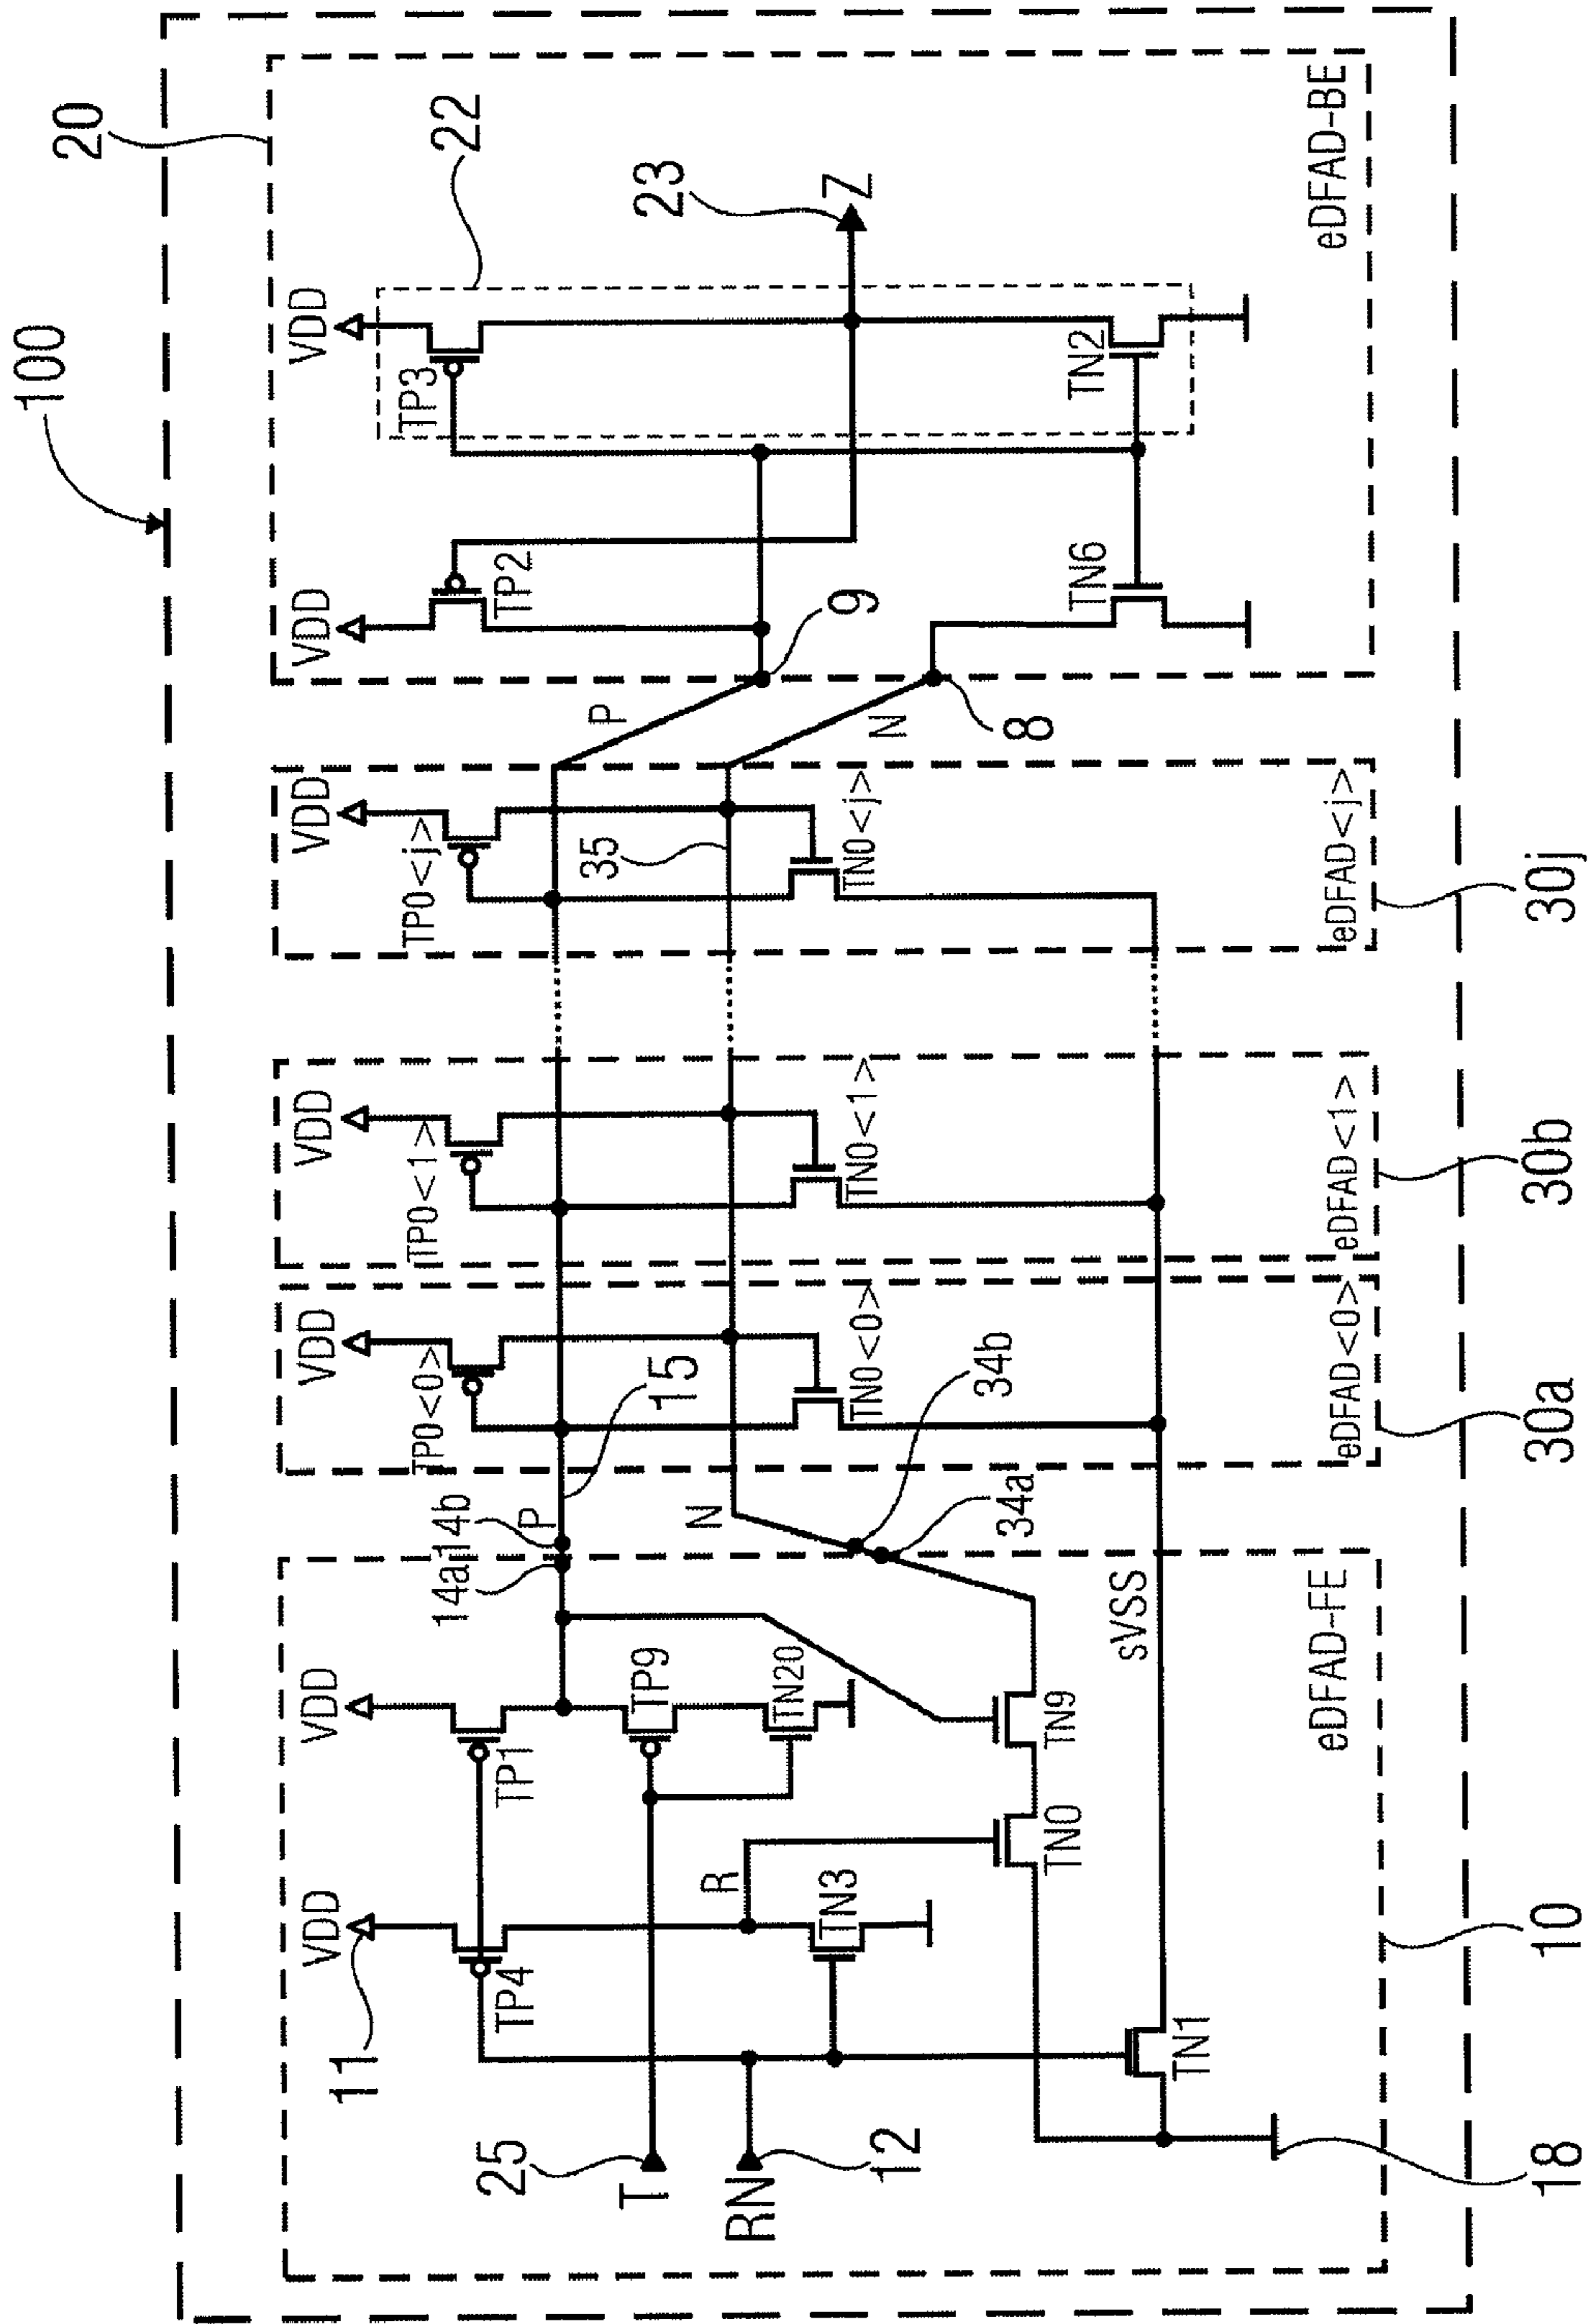 100
20
22
23
Z
VDD
TP3
TN2
VDD
TP2
TN6
eDFAD-BE
9
8
P
N
VDD
TP0<j>
35
TN0<j>
eDFAD<j>
30j
VDD
TP0<1>
TN0<1>
eDFAD<1>
30b
VDD
TP0<0>
15
TN0<0>
34b
eDFAD<0>
30a
P
N
14b
14a
34a
VDD
TP1
TP9
TN20
TN9
sVSS
eDFAD-FE
VDD
11
TP4
R
TN3
TN0
TN1
10
25
T
RN
12
18